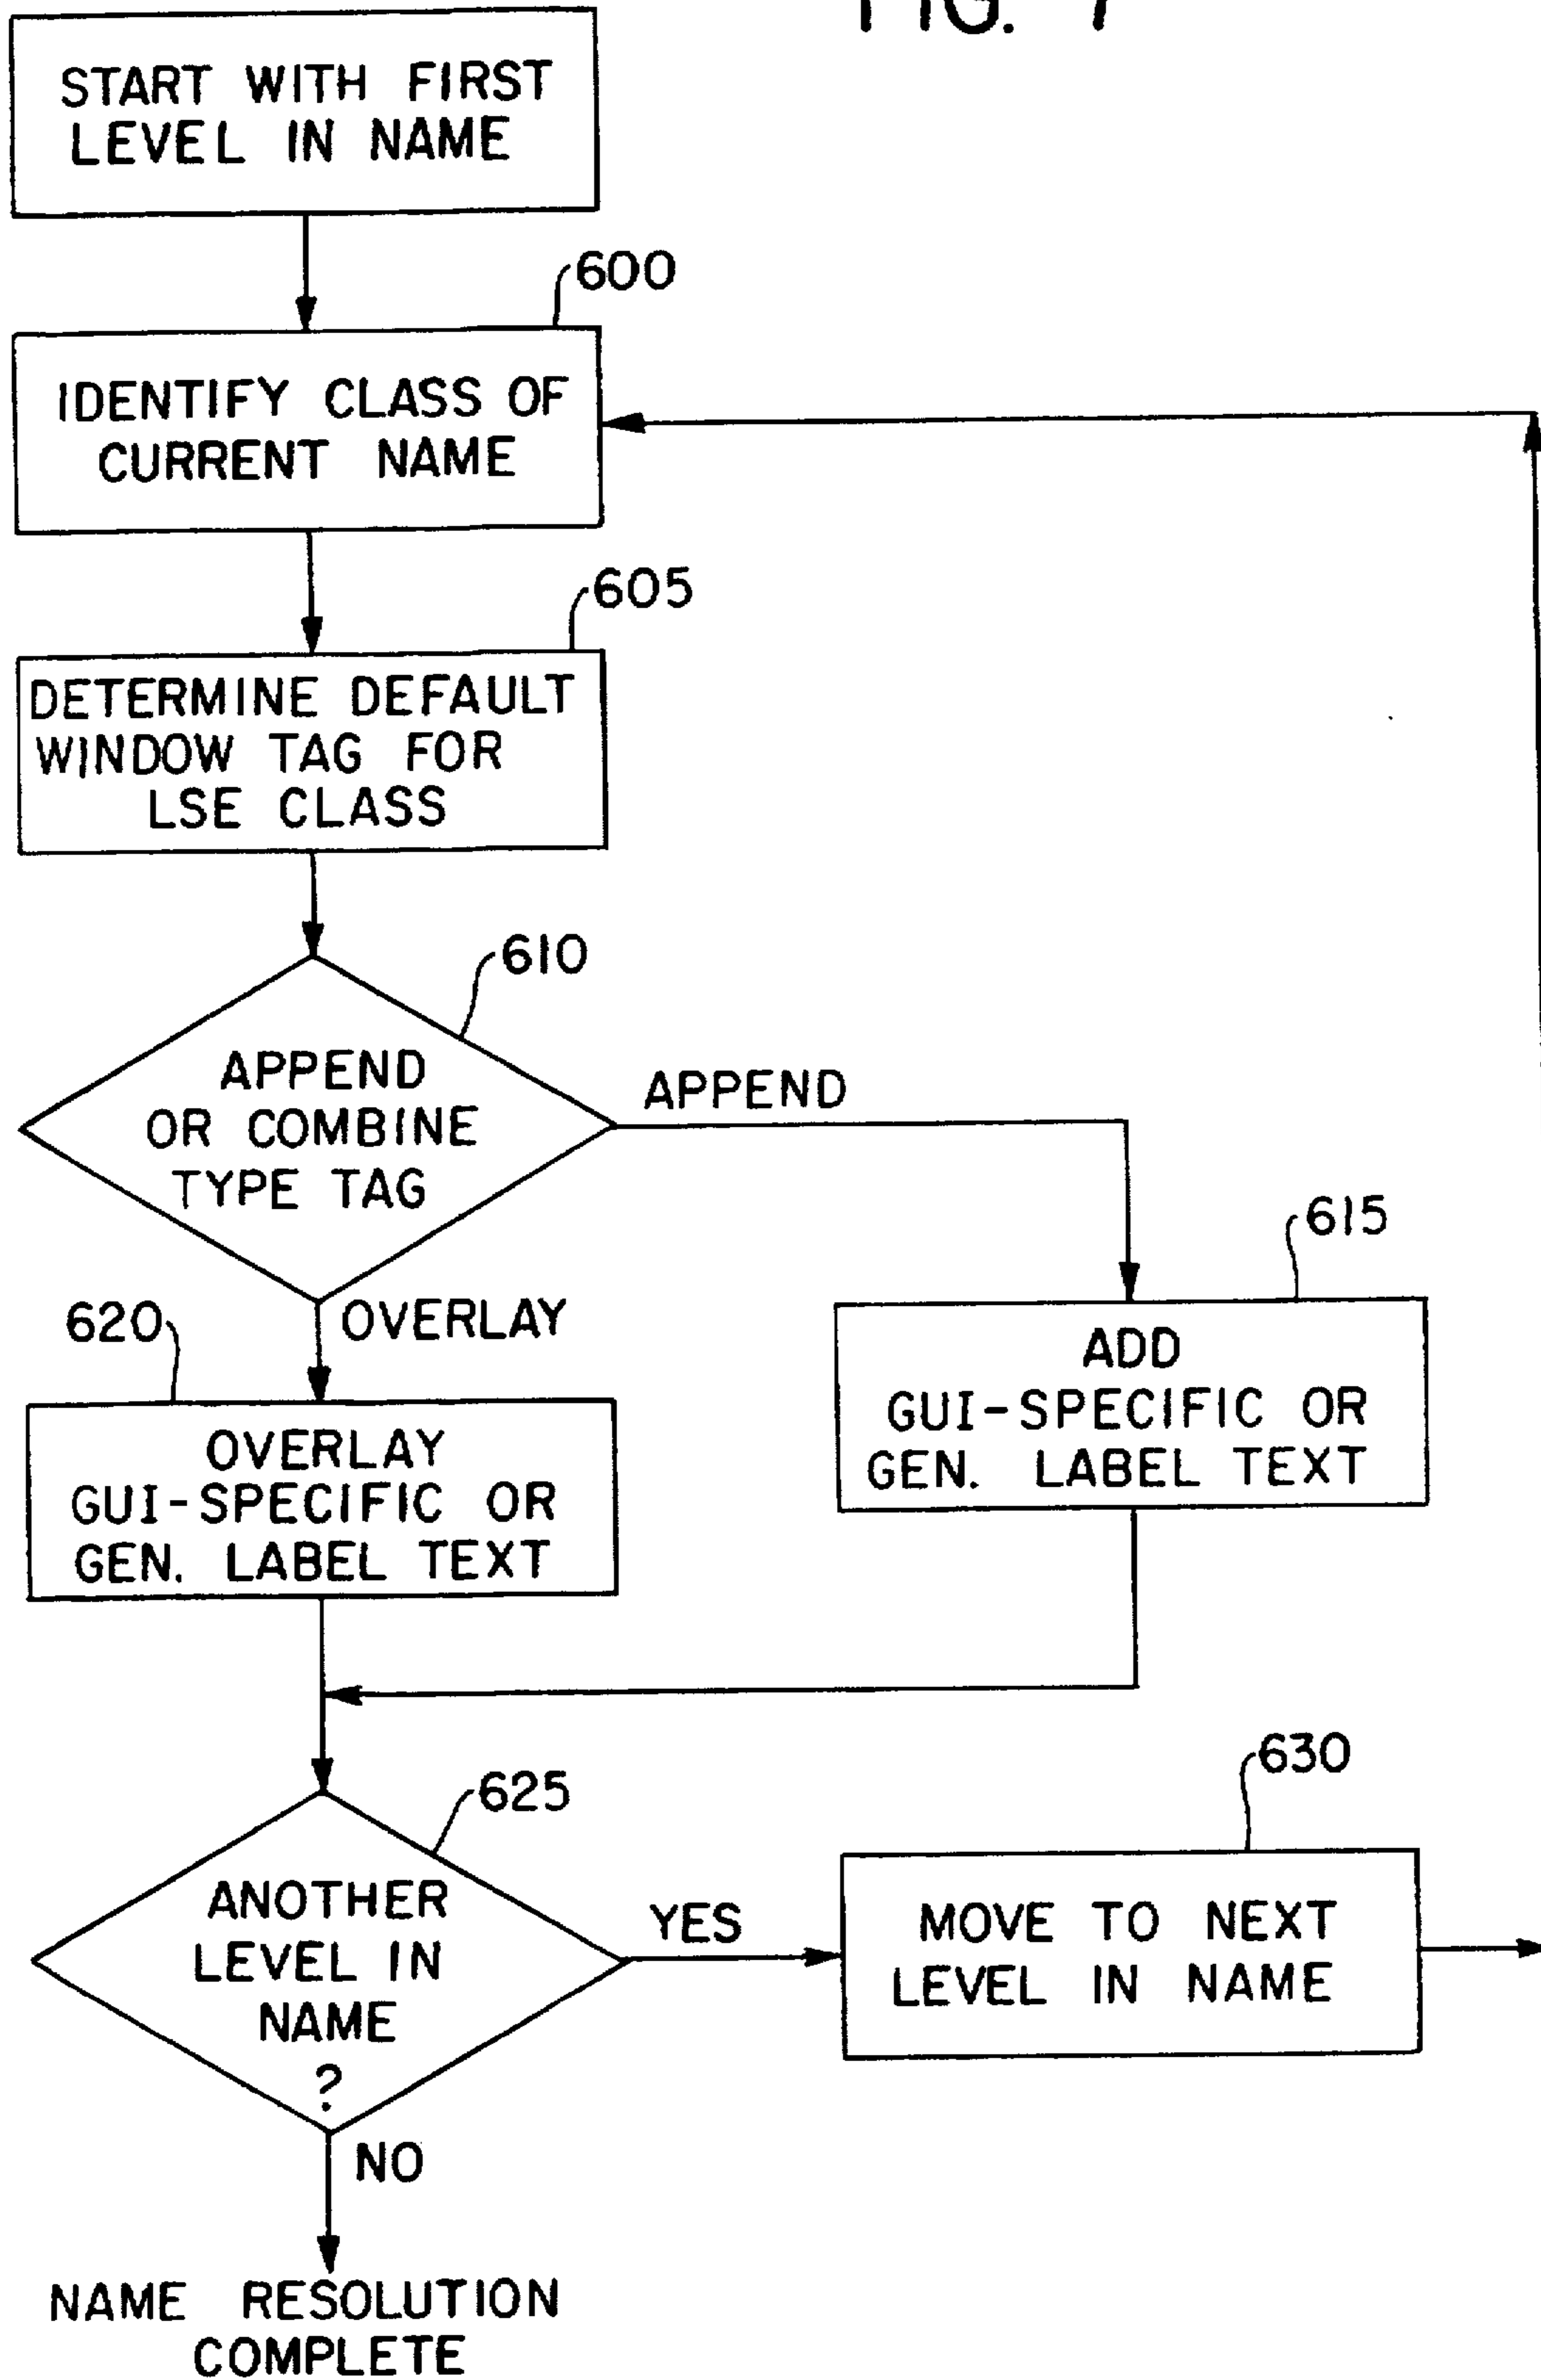 FIG. 7
START WITH FIRST
LEVEL IN NAME
600
IDENTIFY CLASS OF
CURRENT NAME
605
DETERMINE DEFAULT
WINDOW TAG FOR
LSE CLASS
610
APPEND
OR COMBINE
TYPE TAG
APPEND
615
ADD
GUI-SPECIFIC OR
GEN. LABEL TEXT
620
OVERLAY
OVERLAY
GUI-SPECIFIC OR
GEN. LABEL TEXT
625
ANOTHER
LEVEL IN
NAME
?
YES
630
MOVE TO NEXT
LEVEL IN NAME
NO
NAME RESOLUTION
COMPLETE